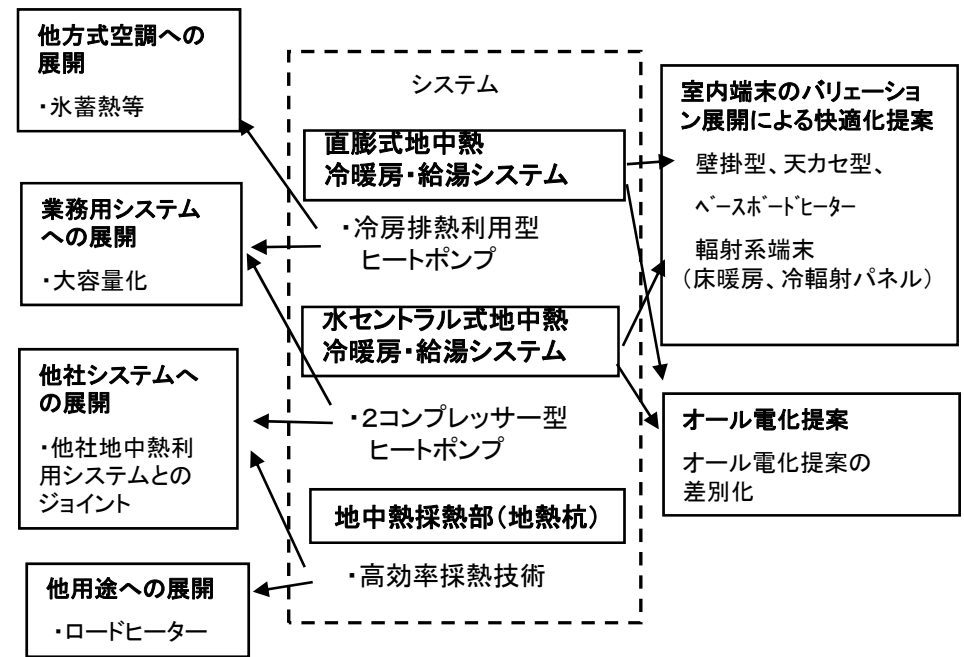 他方式空調への
展開
・氷蓄熱等
業務用システム
への展開
・大容量化
他社システムへ
の展開
・他社地中熱利
用システムとの
ジョイント
他用途への展開
・ロードヒーター
システム
直膨式地中熱
冷暖房・給湯システム
・冷房排熱利用型
ヒートポンプ
水セントラル式地中熱
冷暖房・給湯システム
・2コンプレッサー型
ヒートポンプ
地中熱採熱部(地熱杭)
・高効率採熱技術
室内端末のバリェーショ
ン展開による快適化提案
壁掛型、天カセ型、
ﾍﾞｰｽﾎﾞｰﾄﾞﾋｰﾀｰ
輻射系端末
(床暖房、冷輻射パネル)
オール電化提案
オール電化提案の
差別化